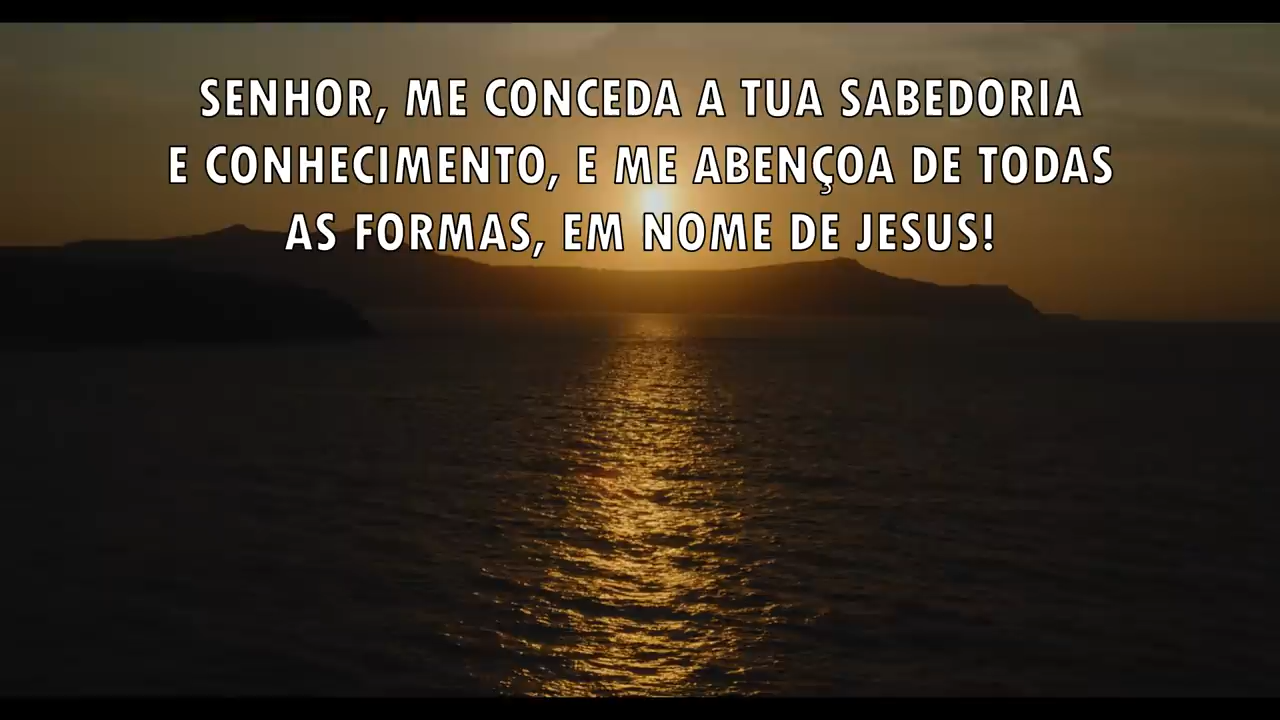 SENHOR, ME CONCEDA A TUA SABEDORIA
E CONHECIMENTO, E ME ABENÇOA DE TODAS
AS FORMAS, EM NOME DE JESUS!